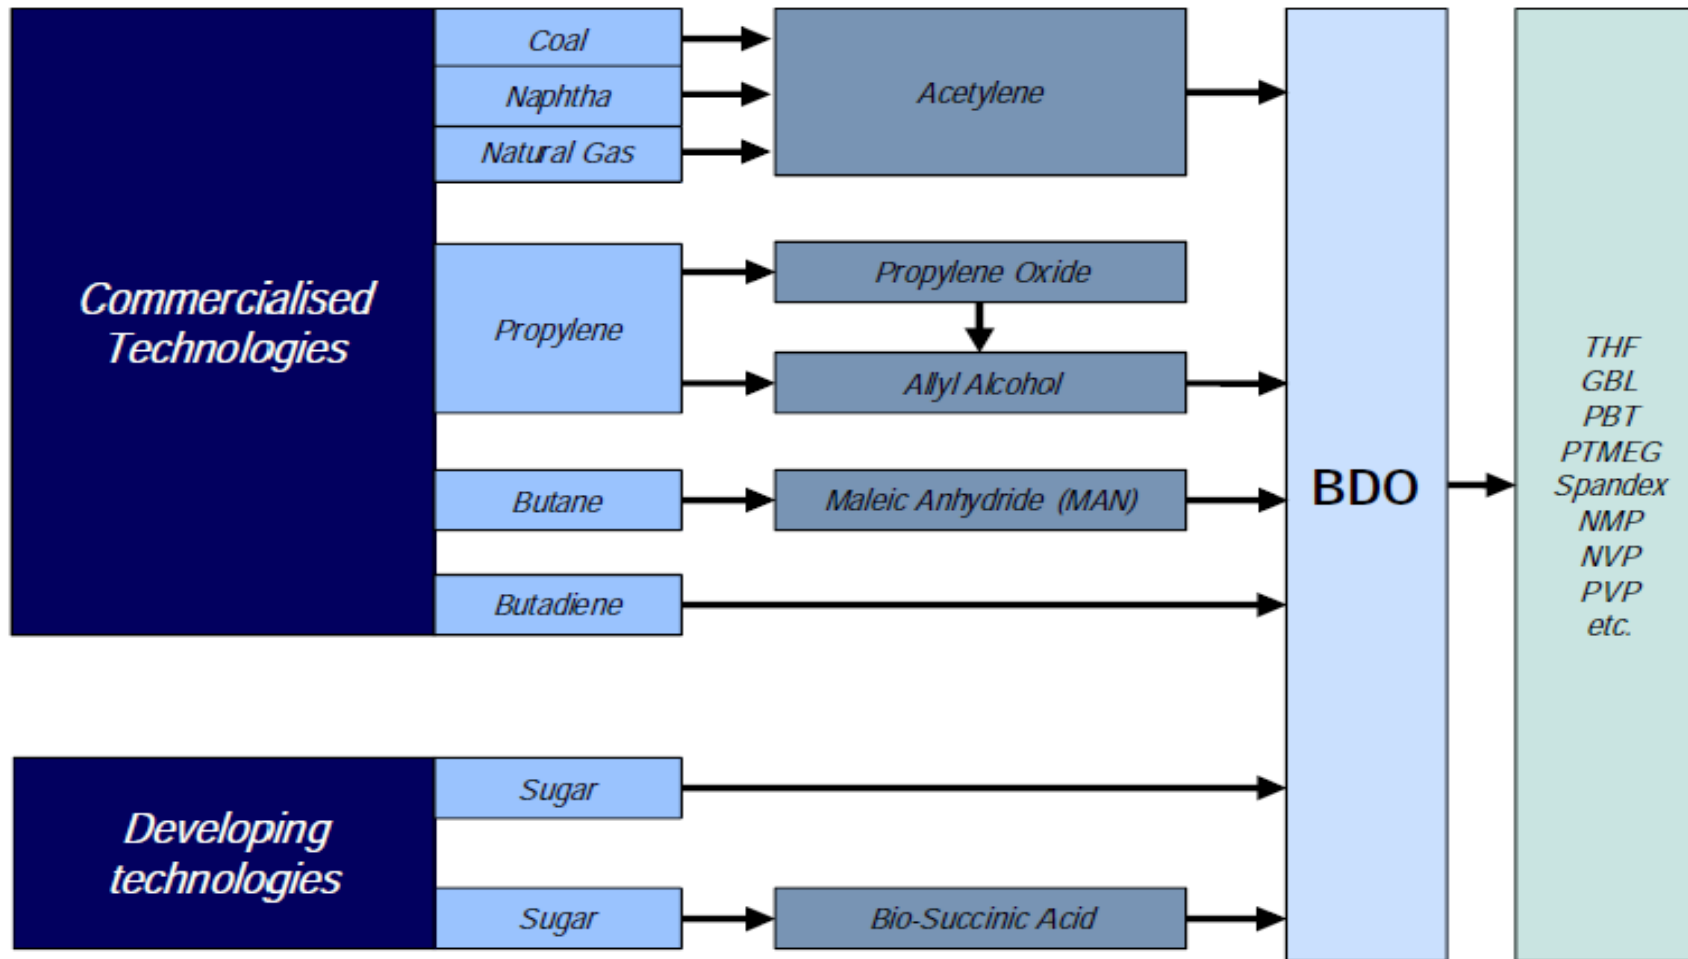 Commercialised
Technologies
Coal
Naphtha
Natural Gas
Acetylene
Propylene
Propylene Oxide
Allyl Alcohol
Butane
Maleic Anhydride (MAN)
Butadiene
Developing
technologies
Sugar
Sugar
Bio-Succinic Acid
BDO
THF
GBL
PBT
PTMEG
Spandex
NMP
NVP
PVP
etc.